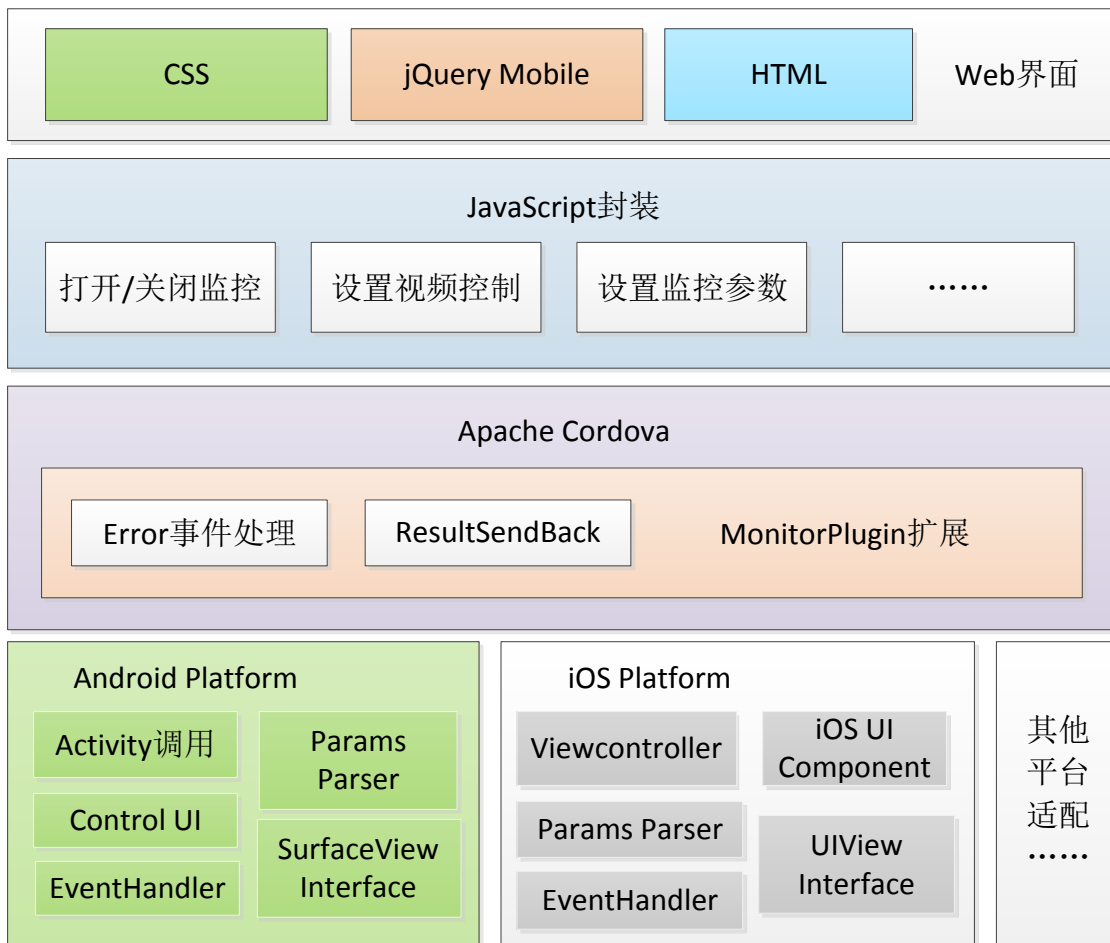 CSS
jQuery Mobile
HTML
Web界面
JavaScript封装
打开/关闭监控
设置视频控制
设置监控参数
……
Apache Cordova
Error事件处理
ResultSendBack
MonitorPlugin扩展
Android Platform
Activity调用
Params
Parser
Control UI
SurfaceView
Interface
EventHandler
iOS Platform
Viewcontroller
iOS UI
Component
Params Parser
UIView
Interface
EventHandler
其他
平台
适配
……